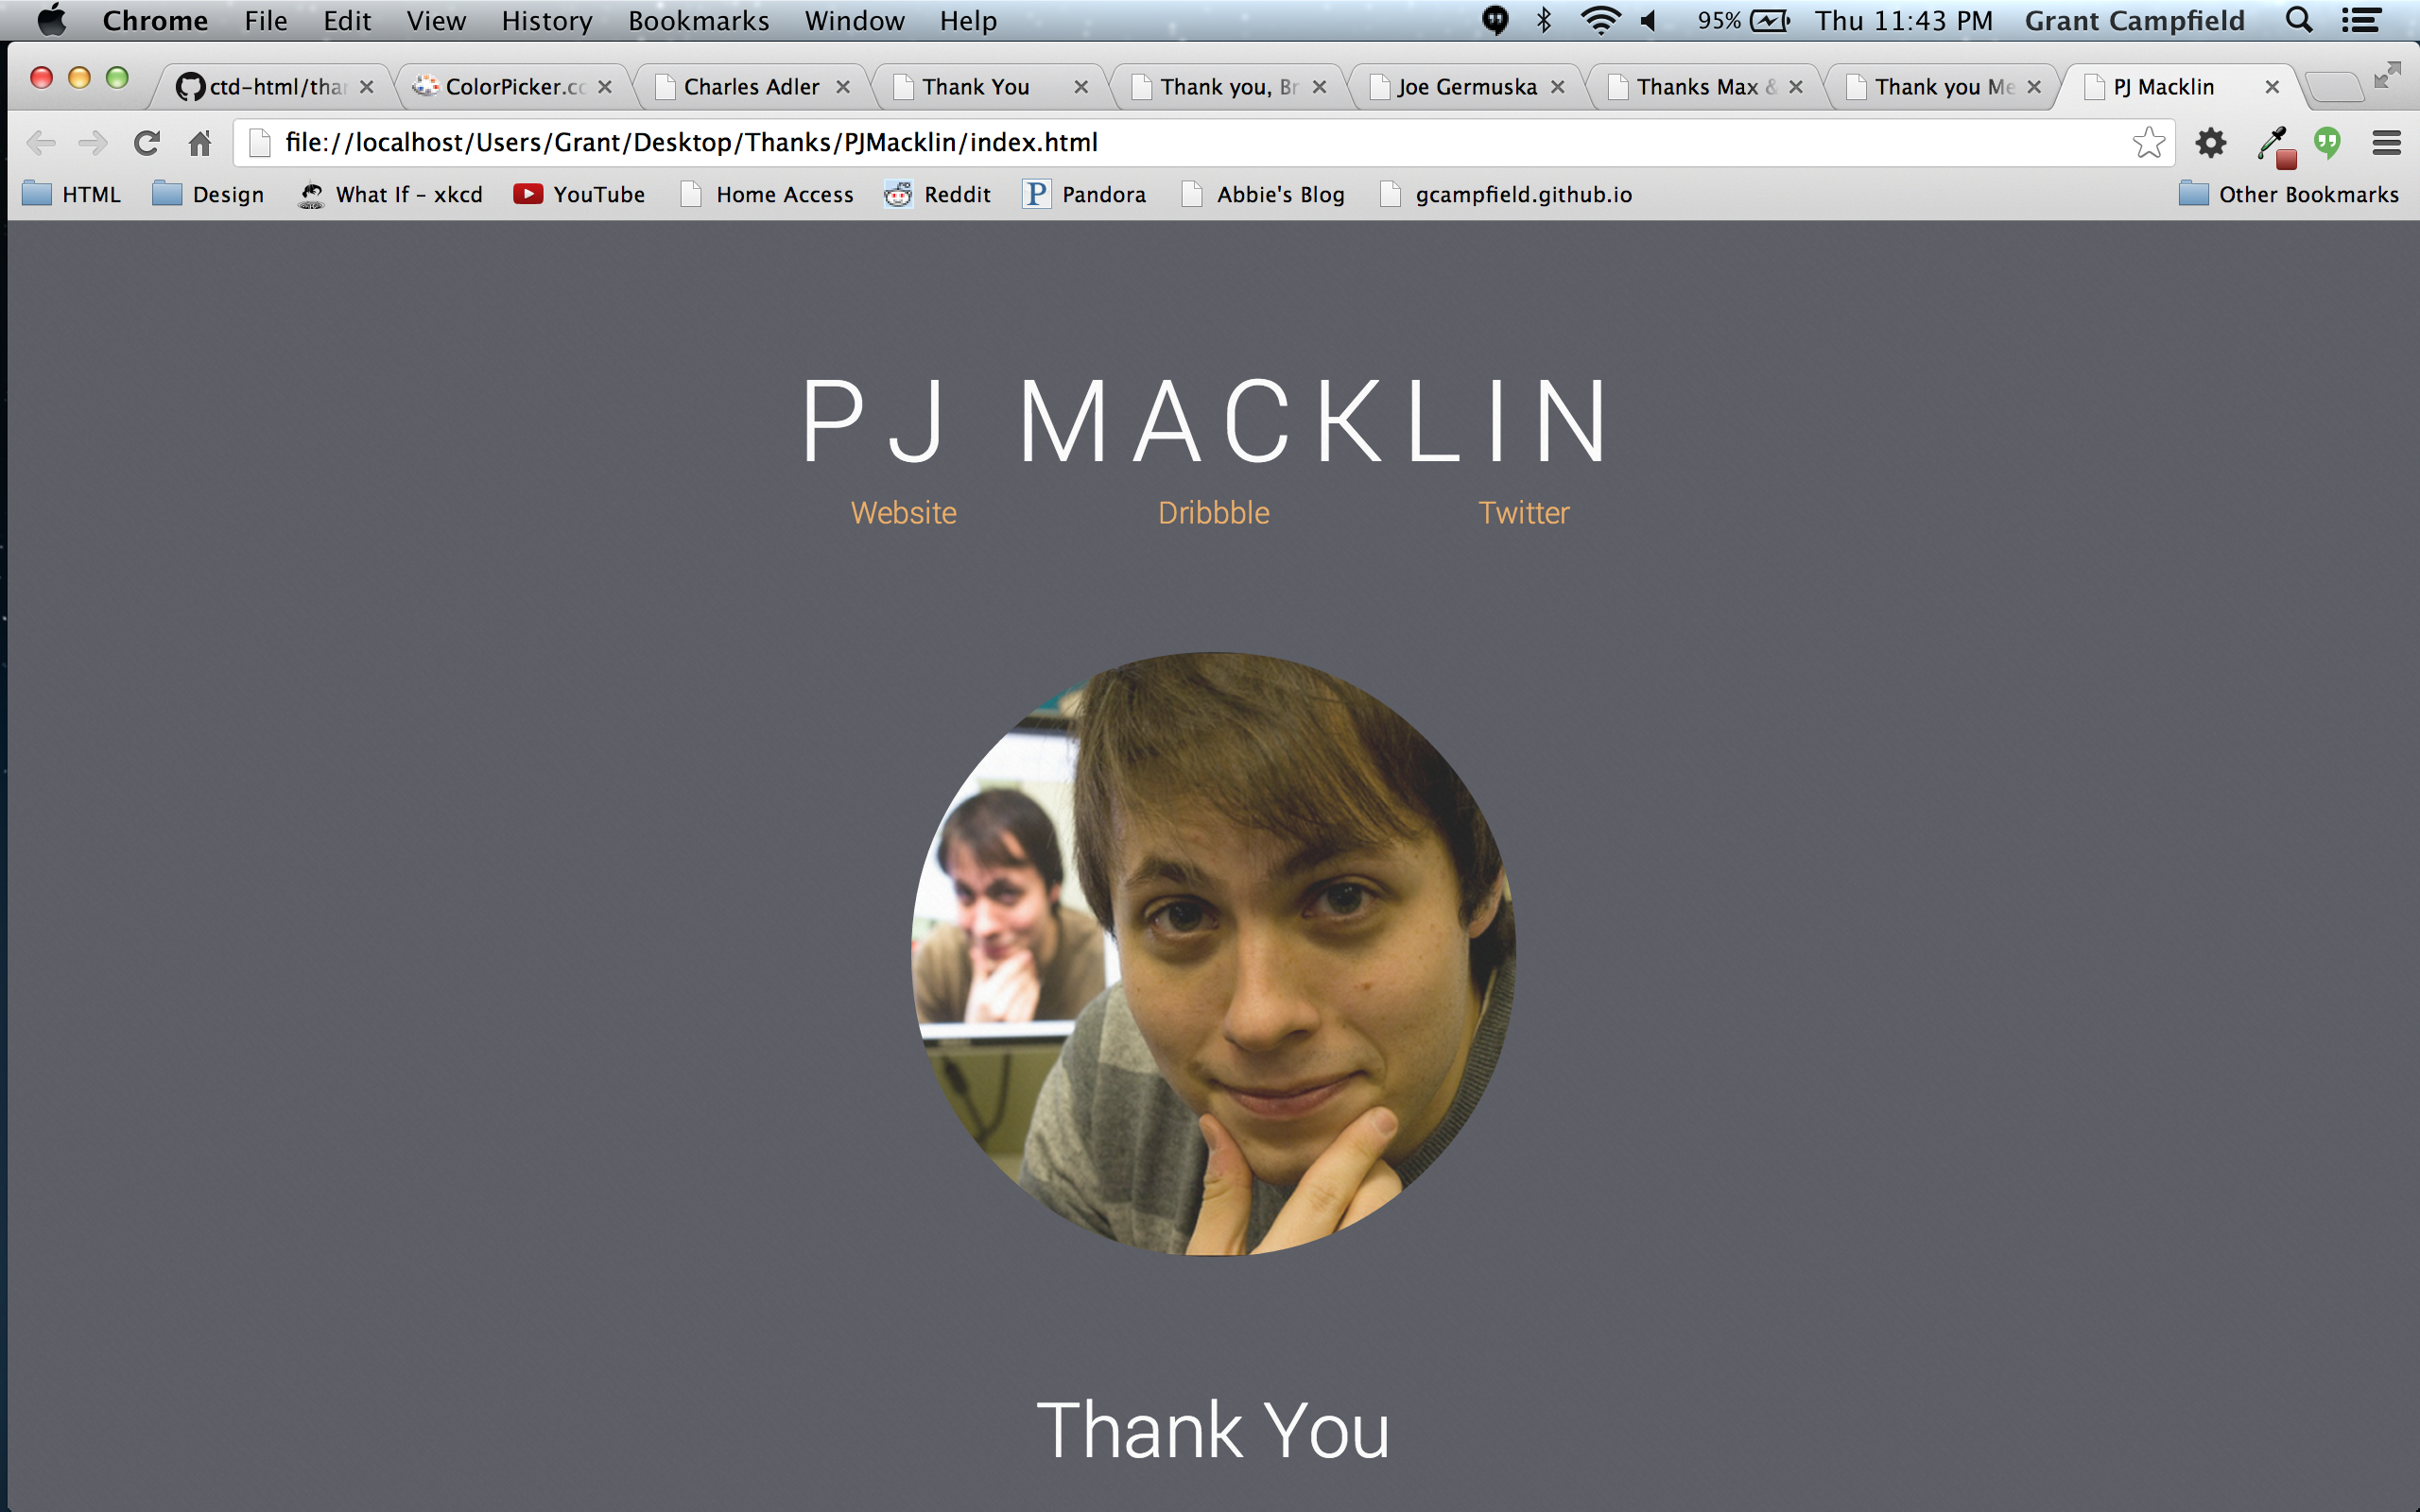 Chrome File Edit View History Bookmarks Window Help 95% Thu 11:43 PM Grant Campfield
ctd-html/tha ColorPicker.c Charles Adler Thank You Thank you, Br Joe Germuska Thanks Max & Thank you Me PJ Macklin
file://localhost/Users/Grant/Desktop/Thanks/PJMacklin/index.html
HTML Design What If - xkcd YouTube Home Access Reddit P Pandora Abbie's Blog gcampfield.github.io Other Bookmarks
PJ MACKLIN
Website Dribbble Twitter
Thank You